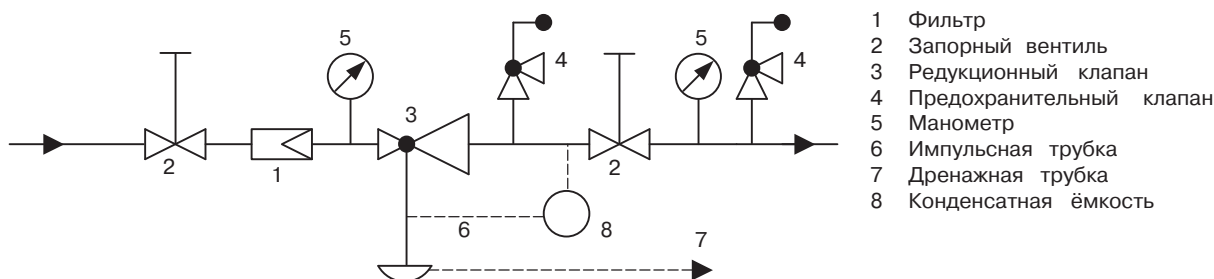 5
4
5
4
3
2
1
2
6
8
7
1 Фильтр
2 Запорный вентиль
3 Редукционный клапан
4 Предохранительный клапан
5 Манометр
6 Импульсная трубка
7 Дренажная трубка
8 Конденсатная ёмкость